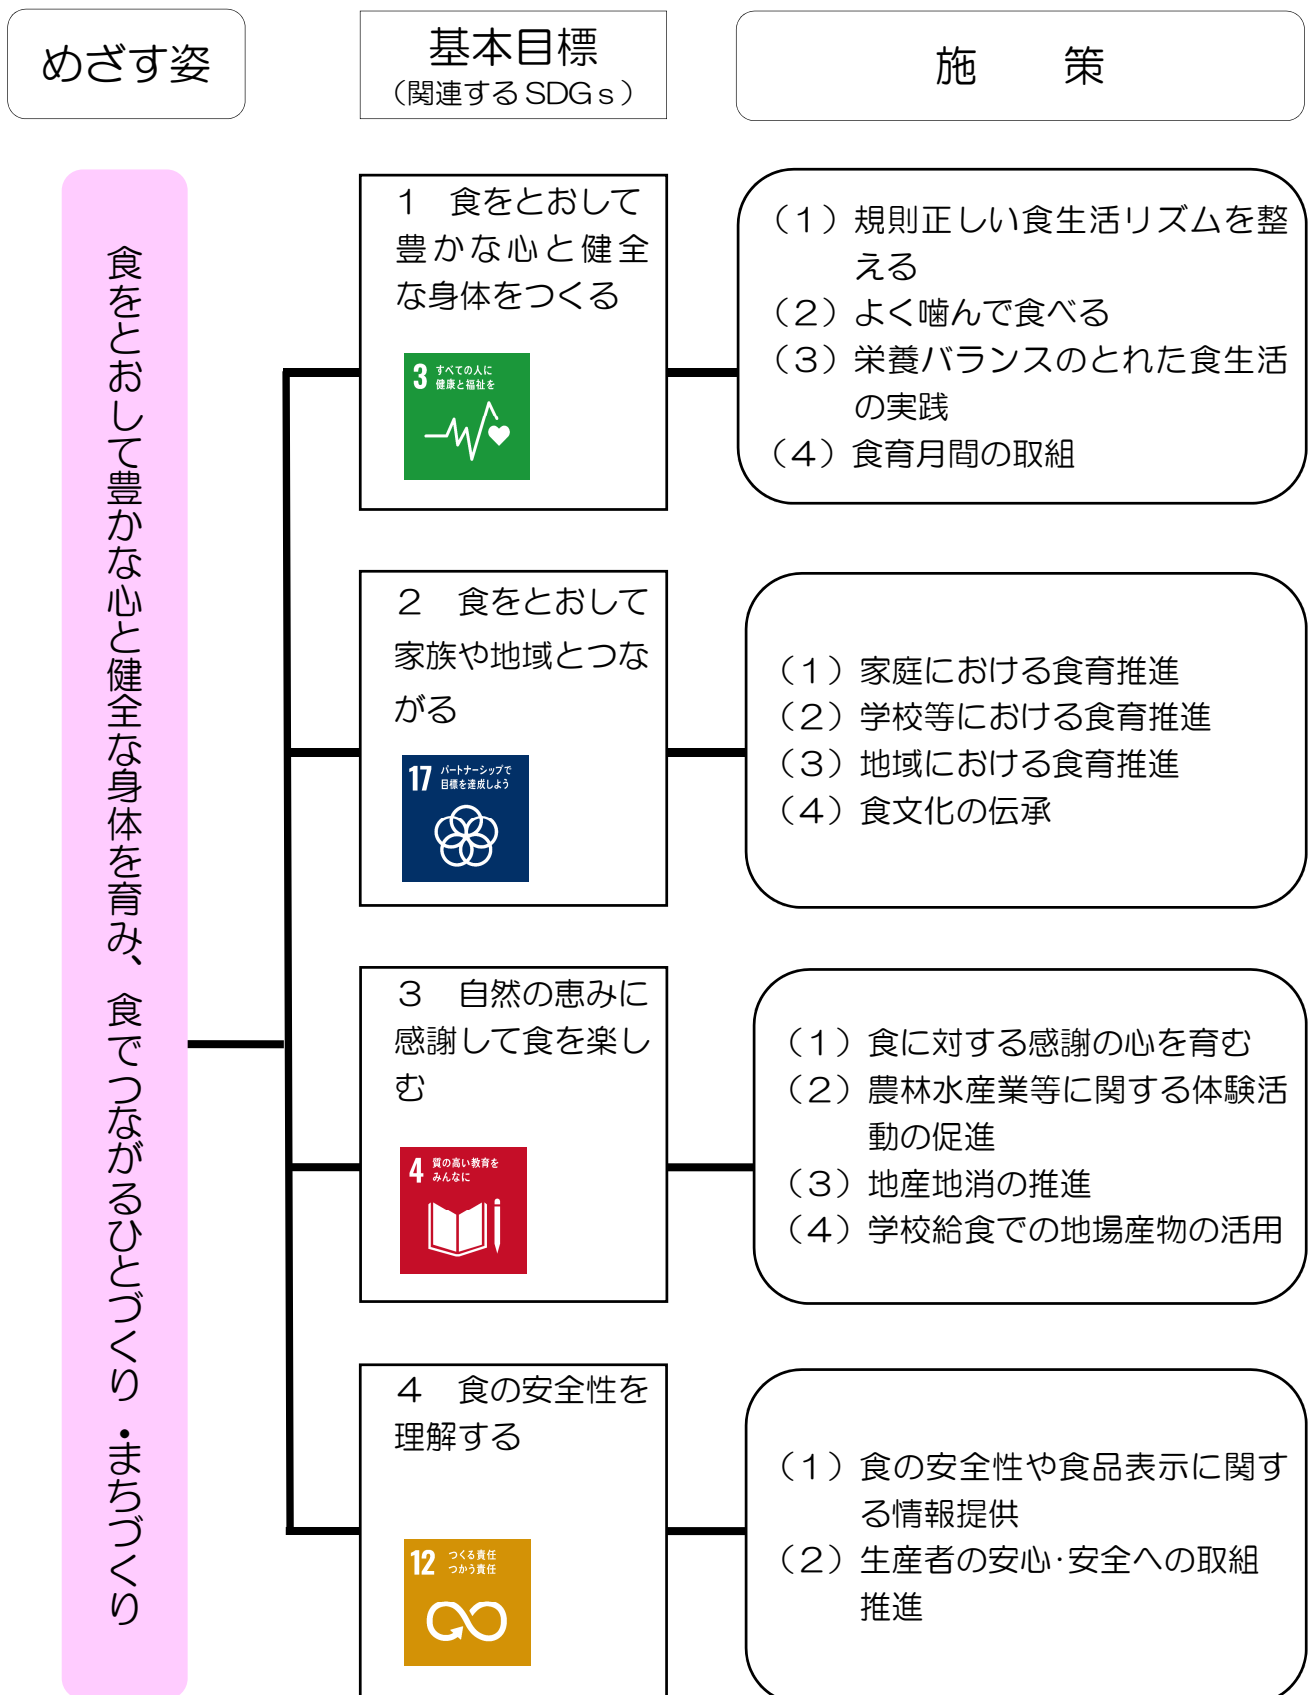 めざす姿
基本目標
（関連するSDGｓ）
施　　策
食をとおして豊かな心と健全な身体を育み、食でつながるひとづくり・まちづくり
１　食をとおして
豊かな心と健全
な身体をつくる
3 すべての人に
健康と福祉を
（１）規則正しい食生活リズムを整
える
（２）よく噛んで食べる
（３）栄養バランスのとれた食生活
の実践
（４）食育月間の取組
２　食をとおして
家族や地域とつな
がる
17 パートナーシップで
目標を達成しよう
（１）家庭における食育推進
（２）学校等における食育推進
（３）地域における食育推進
（４）食文化の伝承
３　自然の恵みに
感謝して食を楽し
む
4 質の高い教育を
みんなに
（１）食に対する感謝の心を育む
（２）農林水産業等に関する体験活
動の促進
（３）地産地消の推進
（４）学校給食での地場産物の活用
４　食の安全性を
理解する
12 つくる責任
つかう責任
（１）食の安全性や食品表示に関す
る情報提供
（２）生産者の安心・安全への取組
推進